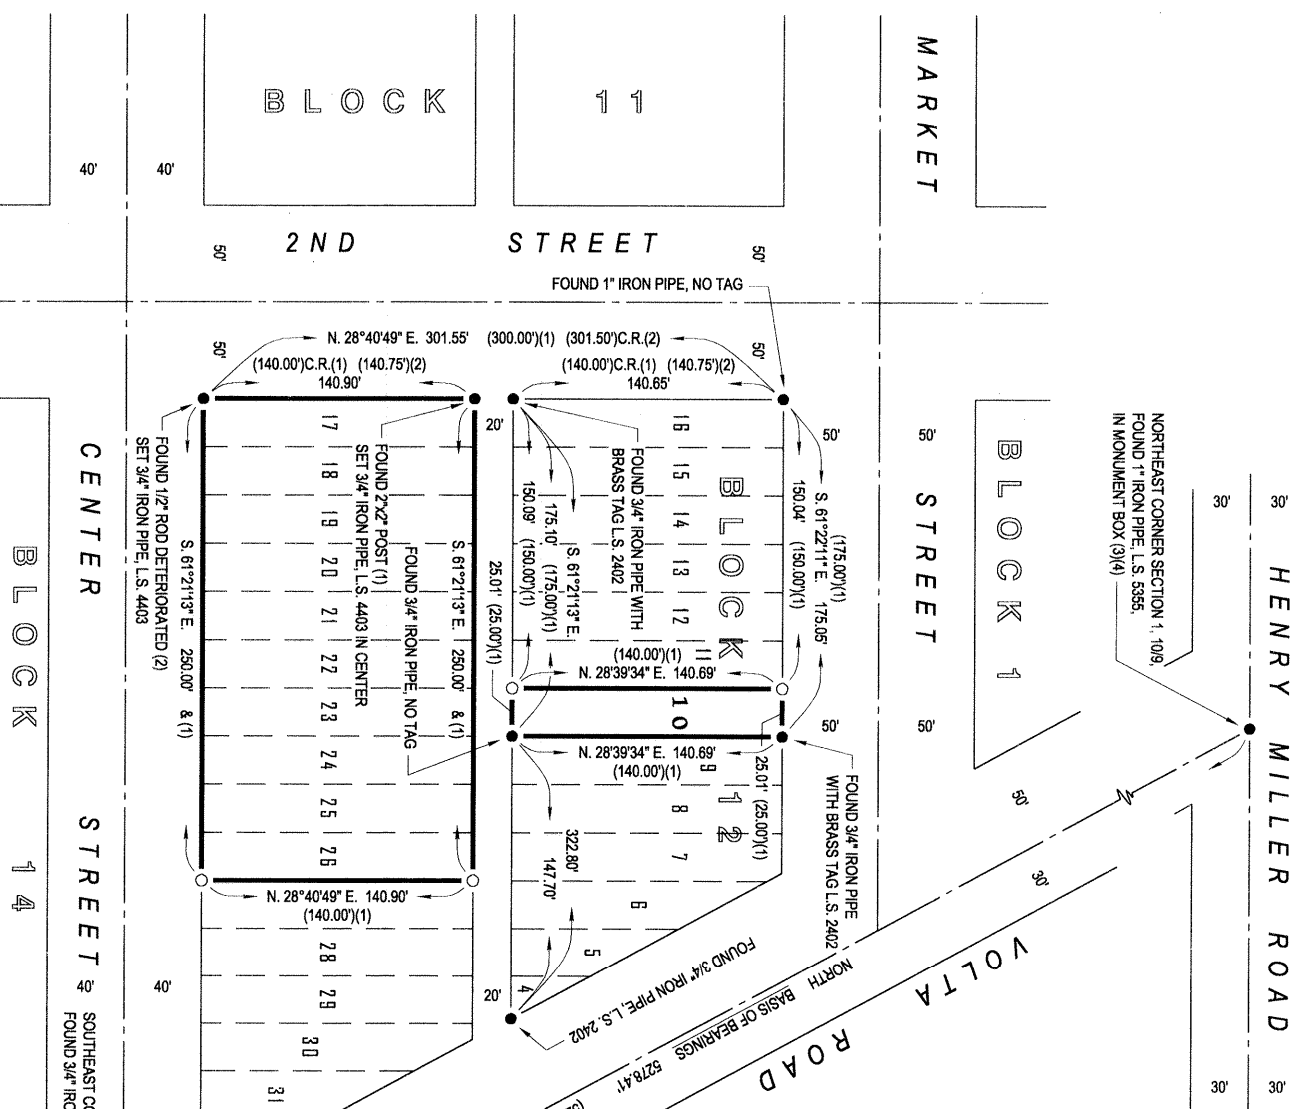 BLOCK 11
MARKET STREET
40' 40'
2ND STREET
50' 50'
FOUND 1" IRON PIPE, NO TAG
N. 28°40'49" E. 301.55' (300.00')(1) (301.50')C.R.(2)
50' 50'
(140.00')C.R.(1) (140.75')(2)
140.90'
(140.00')C.R.(1) (140.75')(2)
140.65'
20'
50' 50'
CENTER STREET
FOUND 1/2" ROD DETERIORATED (2)
SET 3/4" IRON PIPE, L.S. 4403
S. 61°21'13" E. 250.00' & (1)
17
18
19
20
21
22
23
24
25
26
28
29
30
31
FOUND 2"x2" POST (1)
SET 3/4" IRON PIPE, L.S. 4403 IN CENTER
FOUND 3/4" IRON PIPE, NO TAG
S. 61°21'13" E. 250.00' & (1)
25.01' (25.00')(1)
150.09' (150.00')(1)
175.10' (175.00')(1)
S. 61°21'13" E.
FOUND 3/4" IRON PIPE WITH
BRASS TAG L.S. 2402
16
15
14
13
12
11
10
9
8
7
6
5
4
BLOCK 12
150.04' (150.00')(1)
S. 61°22'11" E. 175.05'
(175.00')(1)
(140.00')(1)
N. 28°39'34" E. 140.69'
N. 28°39'34" E. 140.69'
(140.00')(1)
25.01' (25.00')(1)
50' 50'
FOUND 3/4" IRON PIPE
WITH BRASS TAG L.S. 2402
322.80'
147.70'
N. 28°40'49" E. 140.90'
(140.00')(1)
BLOCK 1
NORTHEAST CORNER SECTION 1, 10/9,
FOUND 1" IRON PIPE, L.S. 5355,
IN MONUMENT BOX (3)(4)
30' 30'
HENRY MILLER ROAD
50'
30'
VOLTA ROAD
NORTH BASIS OF BEARINGS 5278.41'
FOUND 3/4" IRON PIPE, L.S. 2402
20'
BLOCK 14
40' 40'
SOUTHEAST
FOUND 3/4"
30' 30'